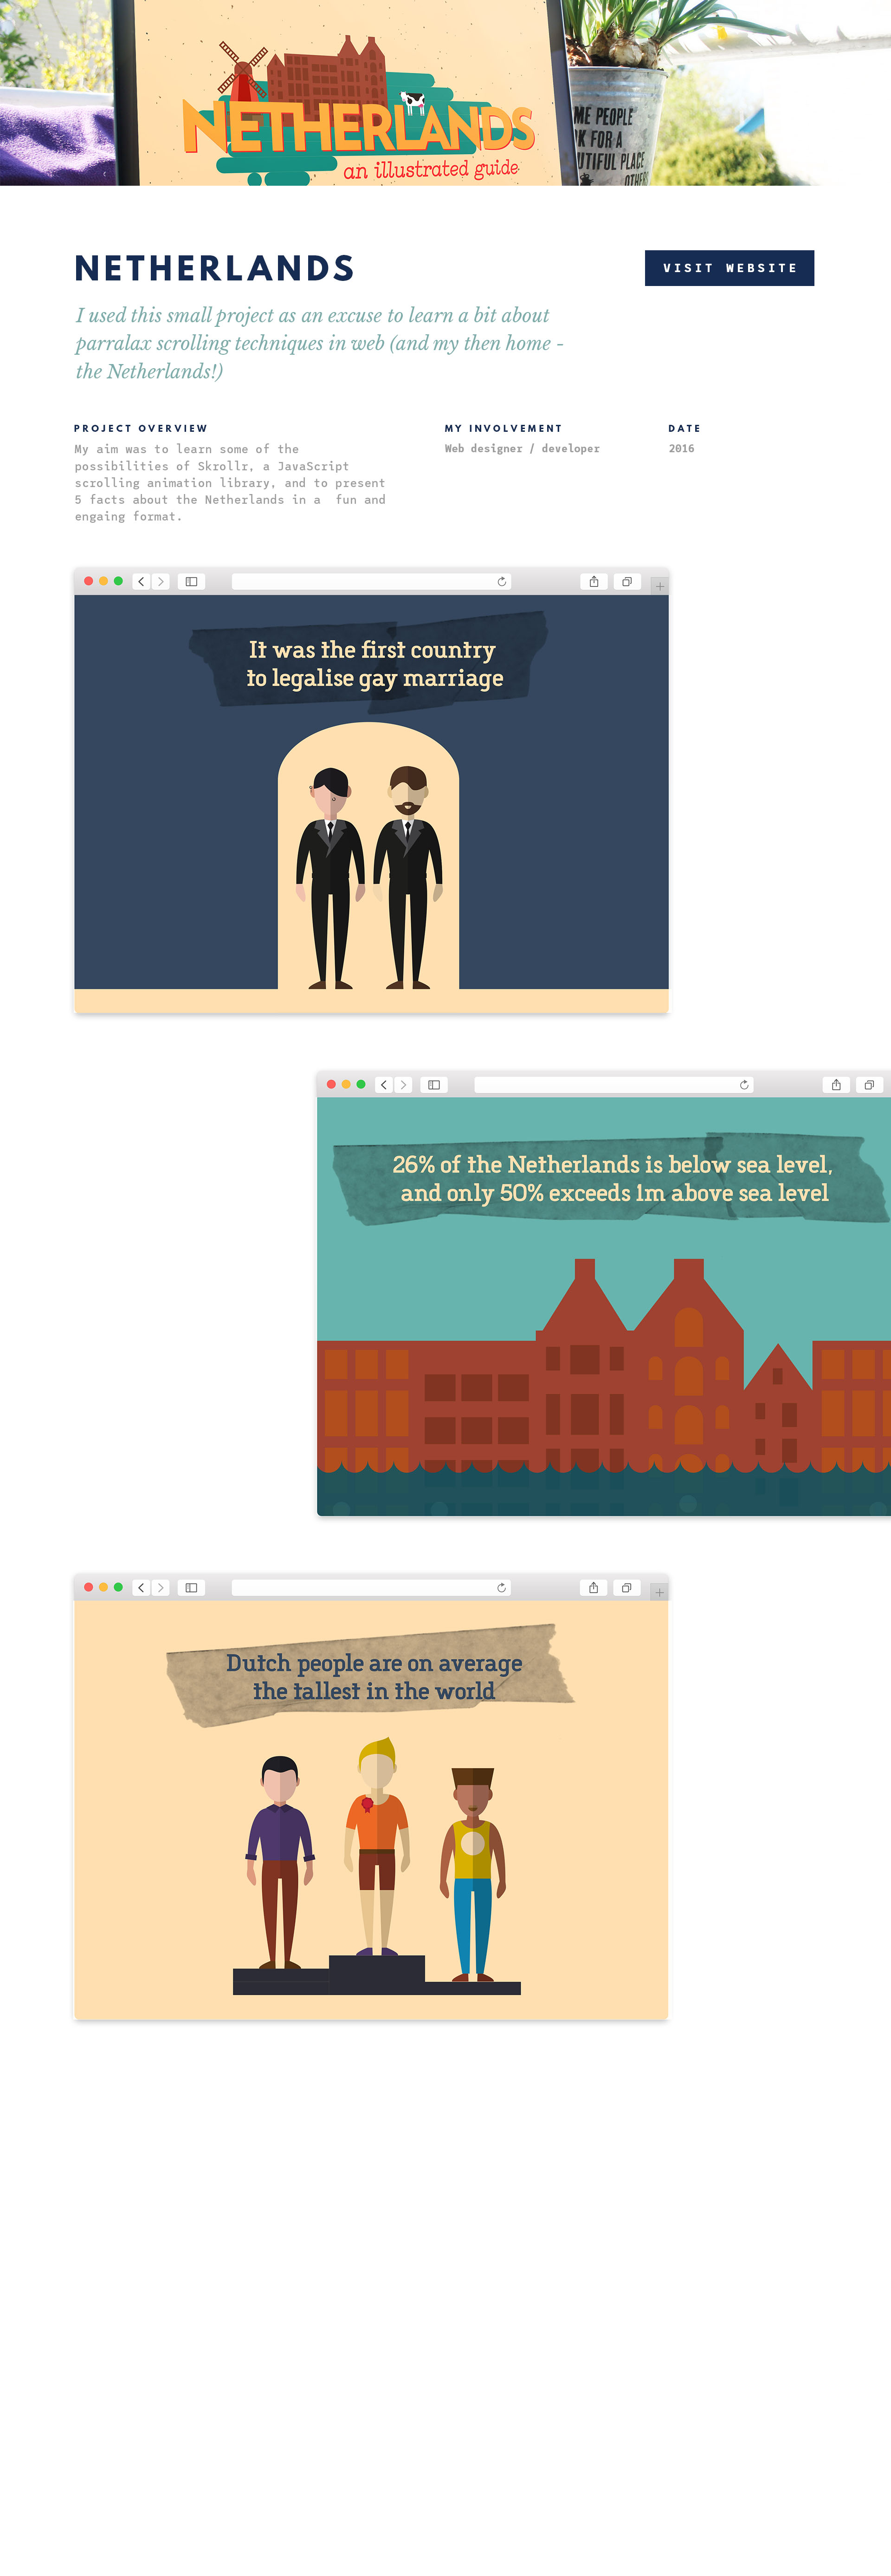 NETHERLANDS
an illustrated guide
ME PEOPLE
K FOR A
UTIFUL PLACE
OTHERS
NETHERLANDS
VISIT WEBSITE
I used this small project as an excuse to learn a bit about
parralax scrolling techniques in web (and my then home -
the Netherlands!)
PROJECT OVERVIEW
My aim was to learn some of the
possibilities of Skrollr, a JavaScript
scrolling animation library, and to present
5 facts about the Netherlands in a  fun and
engaing format.
MY INVOLVEMENT
Web designer / developer
DATE
2016
It was the first country
to legalise gay marriage
26% of the Netherlands is below sea level,
and only 50% exceeds 1m above sea level
Dutch people are on average
the tallest in the world